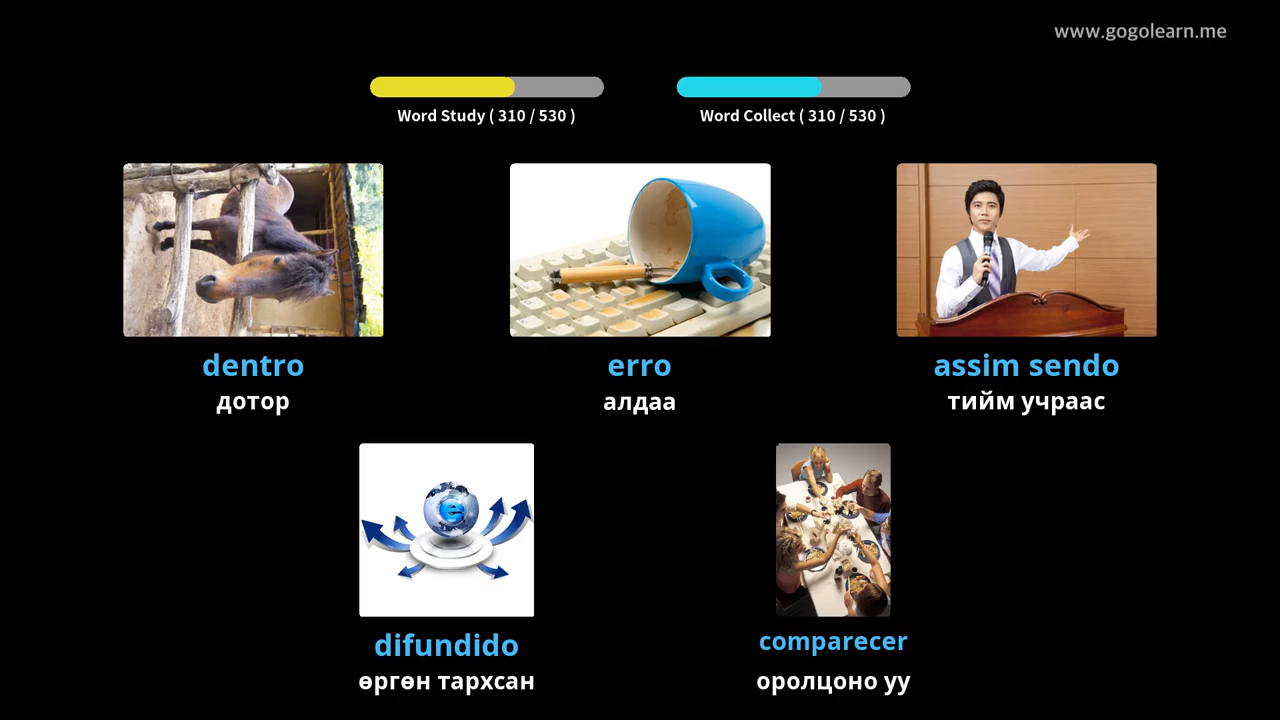 www.gogolearn.me
Word Study ( 310 / 530 )
Word Collect ( 310 / 530 )
dentro
дотор
erro
алдаа
assim sendo
тийм учраас
e
difundido
өргөн тархсан
comparecer
оролцоно уу